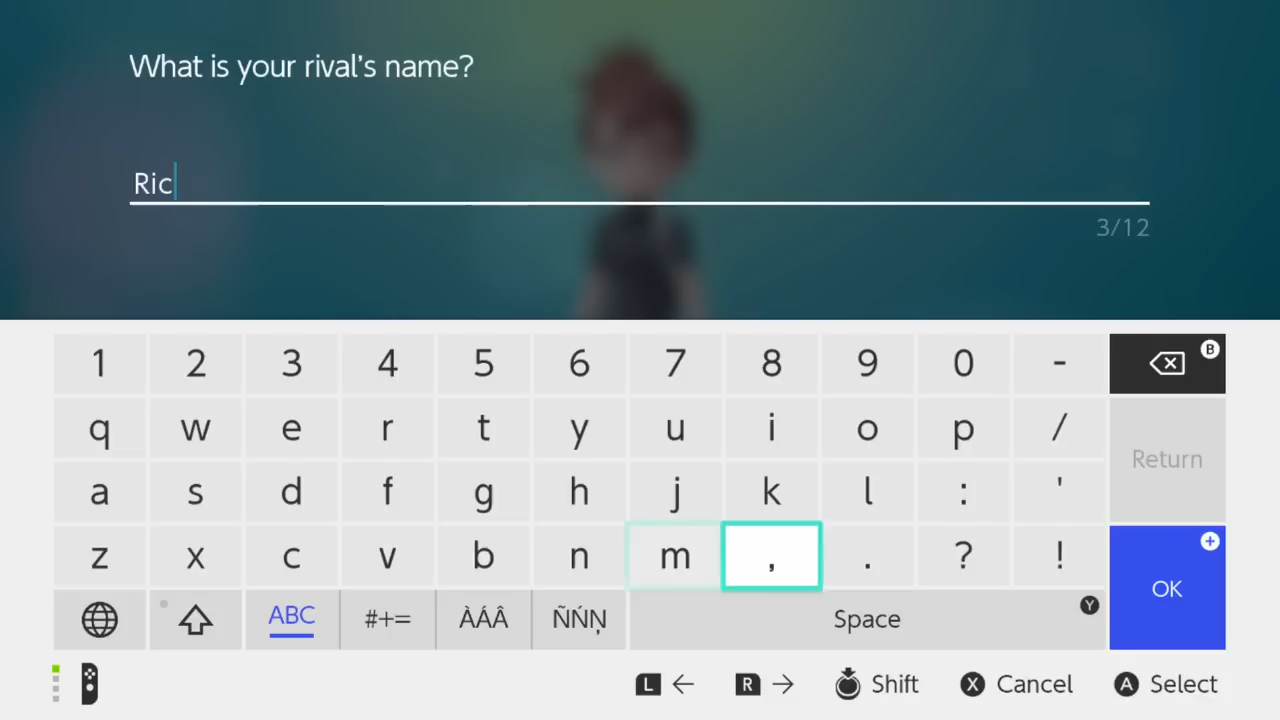 What is your rival's name?
Ric
3/12
1 2 3 4 5 6 7 8 9 0 - B
q w e r t y u i o p / Return
a s d f g h j k l : '
z x c v b n m , . ? ! + OK
ABC #+= ÀÁÂ ÑŃŅ Space Y
L ← R → Shift X Cancel A Select